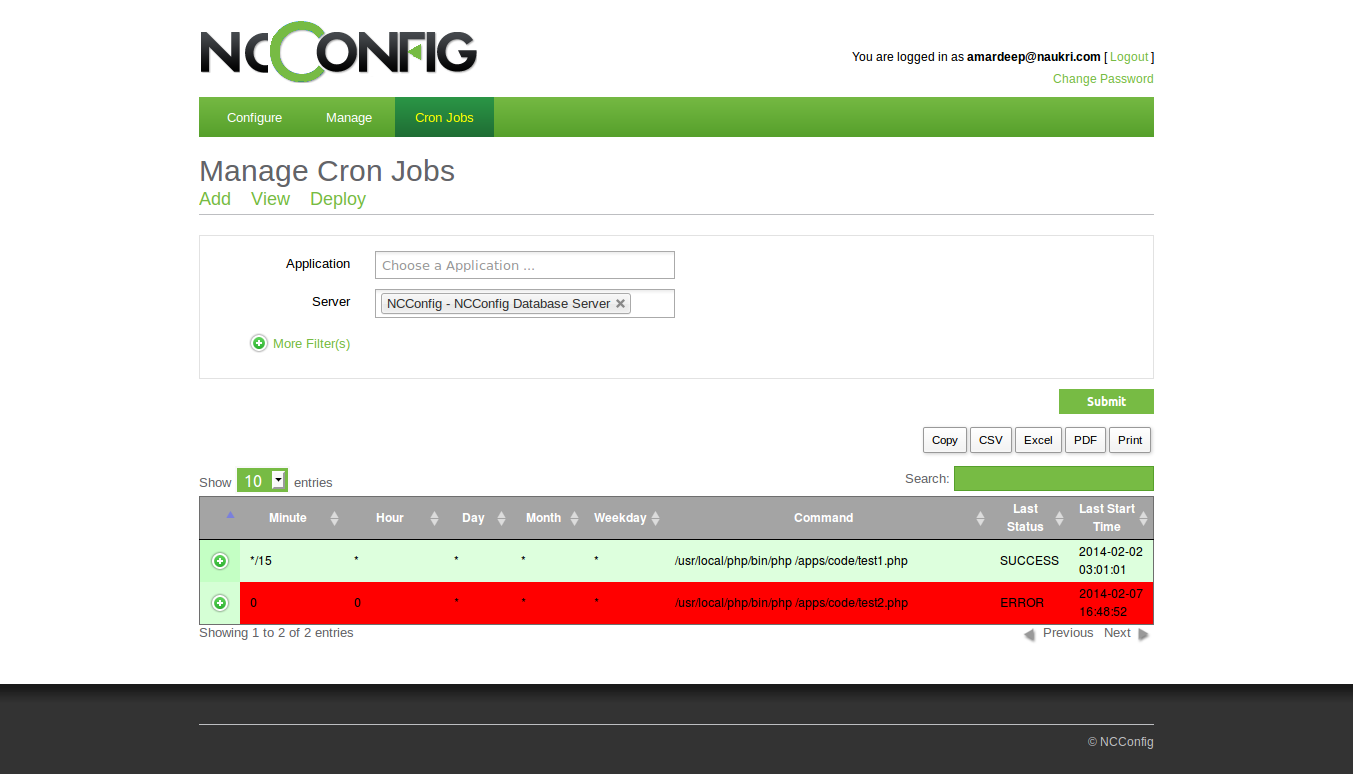 NCCONFIG
You are logged in as amardeep@naukri.com [ Logout ]
Change Password
Configure Manage Cron Jobs
Manage Cron Jobs
Add View Deploy
Application Choose a Application ...
Server NCConfig - NCConfig Database Server
More Filter(s)
Submit
Copy CSV Excel PDF Print
Show 10 entries Search:
Minute Hour Day Month Weekday Command Last Status Last Start Time
*/15 * * * * /usr/local/php/bin/php /apps/code/test1.php SUCCESS 2014-02-02 03:01:01
0 0 * * * /usr/local/php/bin/php /apps/code/test2.php ERROR 2014-02-07 16:48:52
Showing 1 to 2 of 2 entries Previous Next
© NCConfig